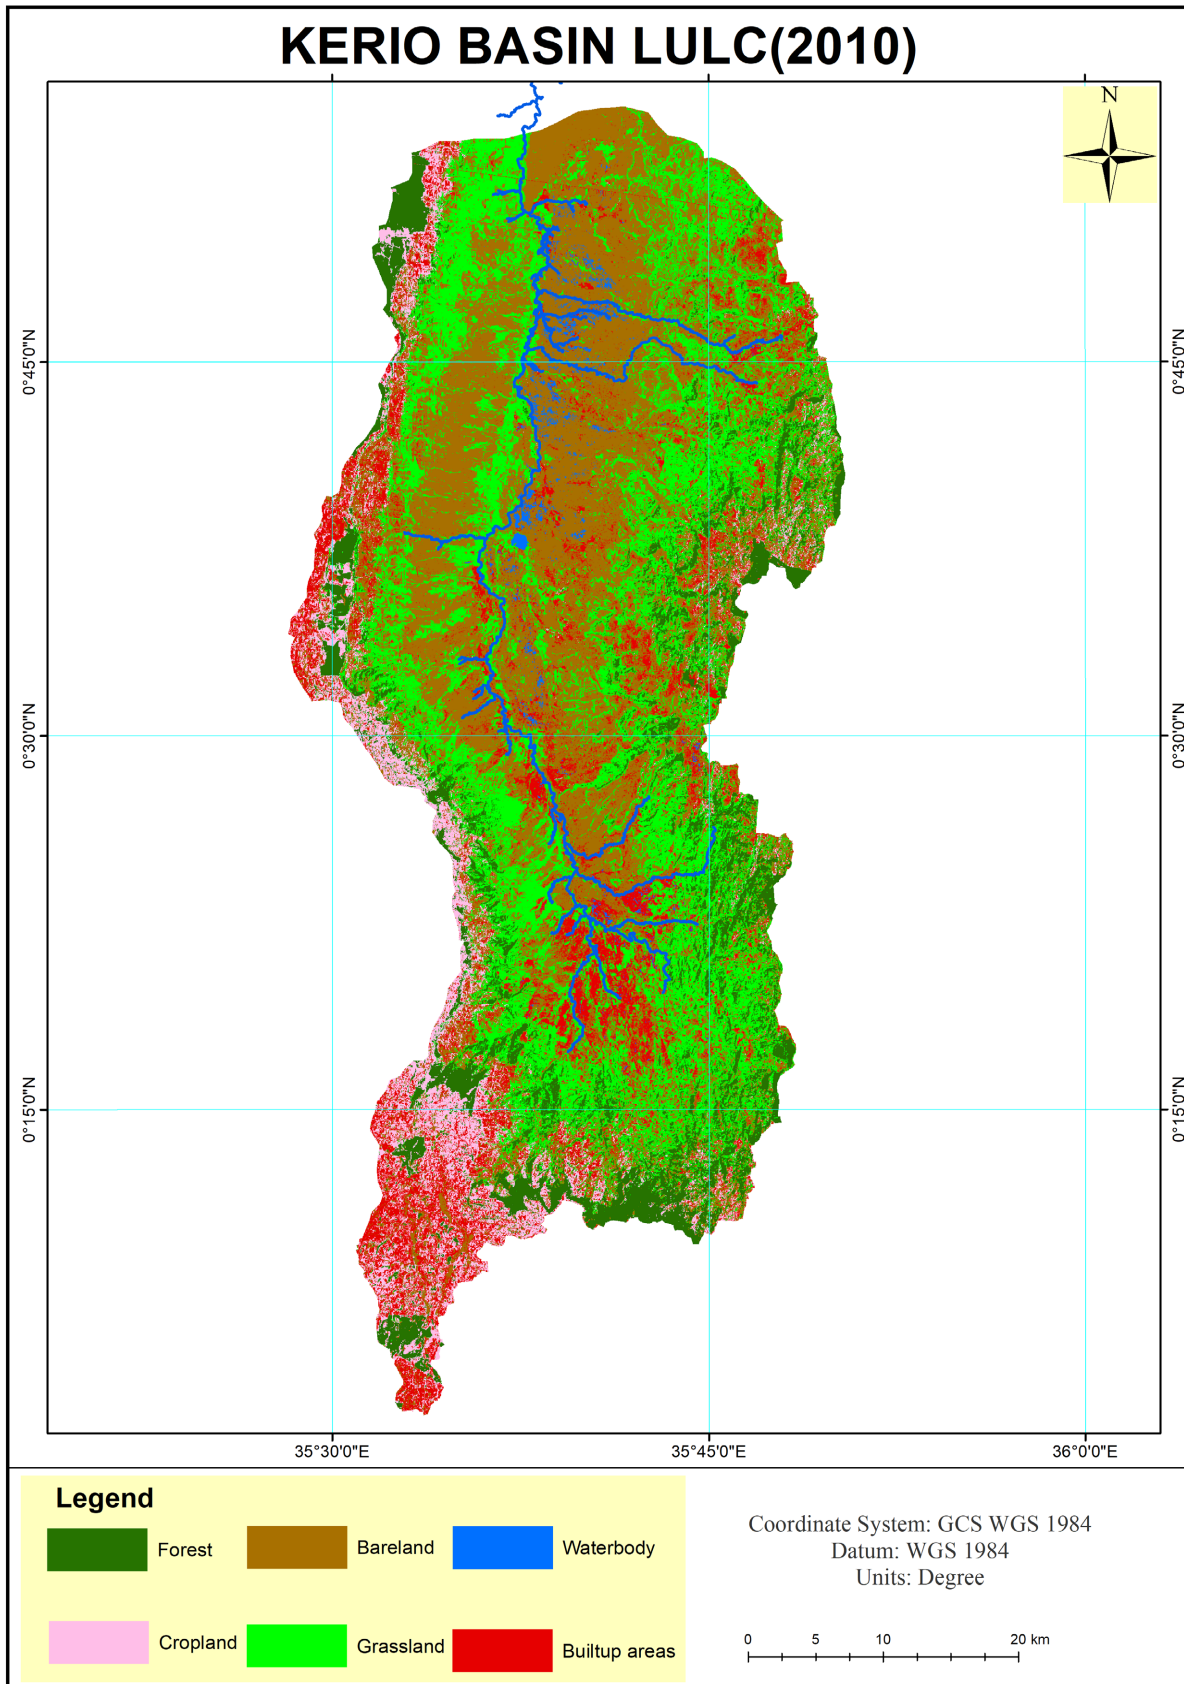 KERIO BASIN LULC(2010)
N
0°45'0"N
0°45'0"N
0°30'0"N
0°30'0"N
0°15'0"N
0°15'0"N
35°30'0"E
35°45'0"E
36°0'0"E
Legend
Forest
Bareland
Waterbody
Cropland
Grassland
Builtup areas
Coordinate System: GCS WGS 1984
Datum: WGS 1984
Units: Degree
0 5 10 20 km